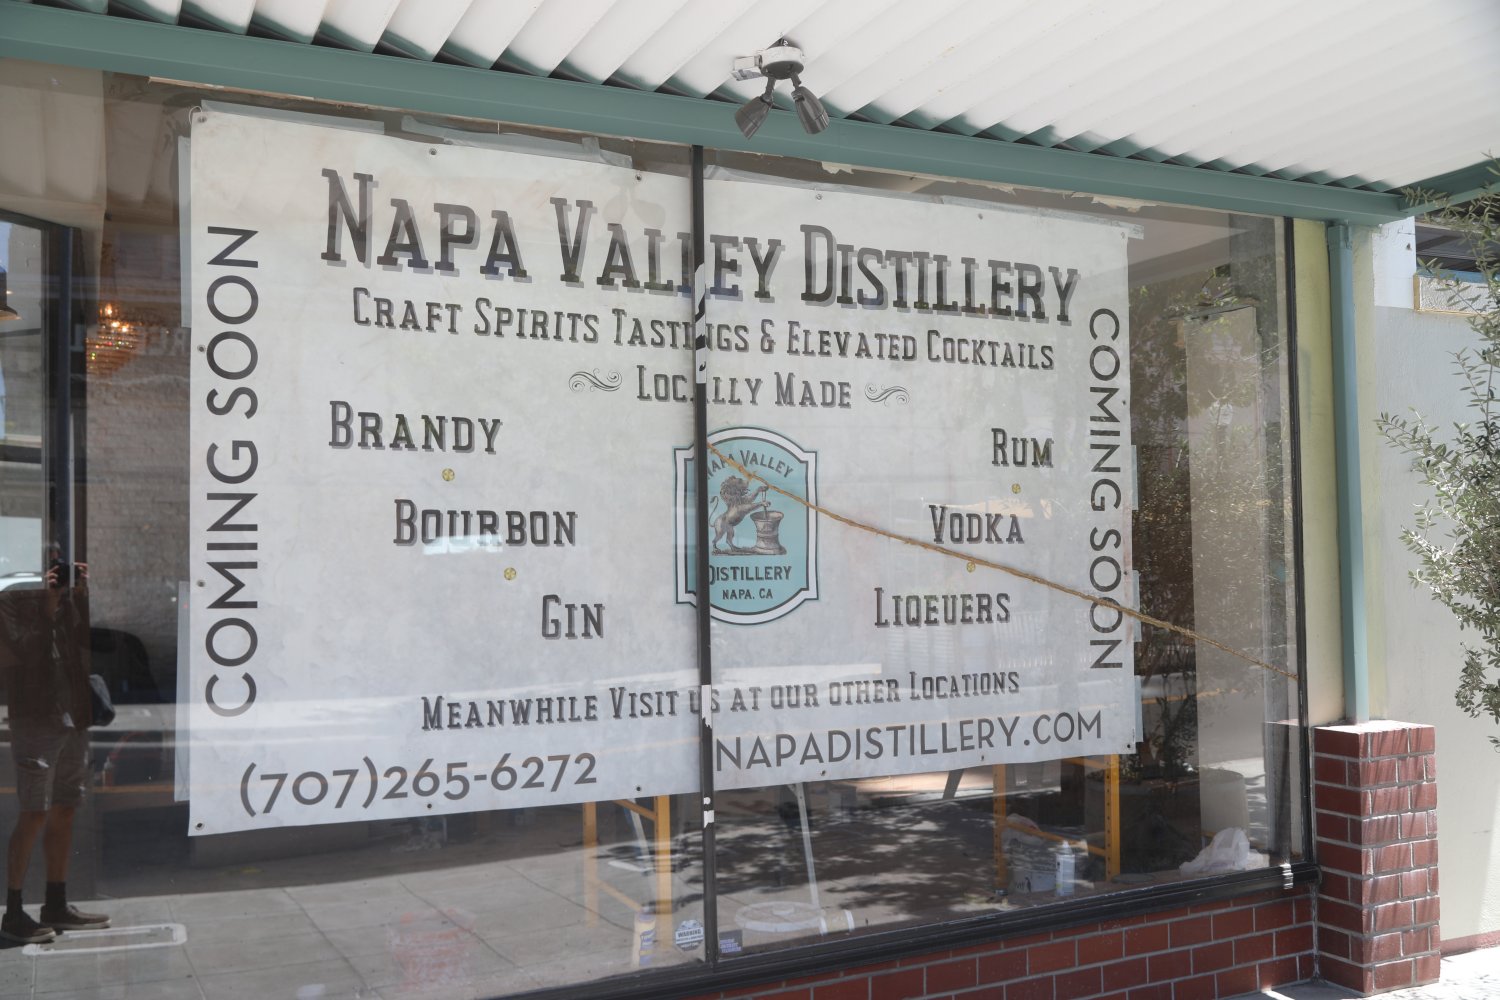 COMING SOON
NAPA VALLEY DISTILLERY
CRAFT SPIRITS TASTINGS & ELEVATED COCKTAILS
LOCALLY MADE
BRANDY
RUM
BOURBON
VODKA
GIN
LIQEUERS
NAPA VALLEY
DISTILLERY
NAPA, CA
MEANWHILE VISIT US AT OUR OTHER LOCATIONS
(707)265-6272
NAPADISTILLERY.COM
COMING SOON
WARNING